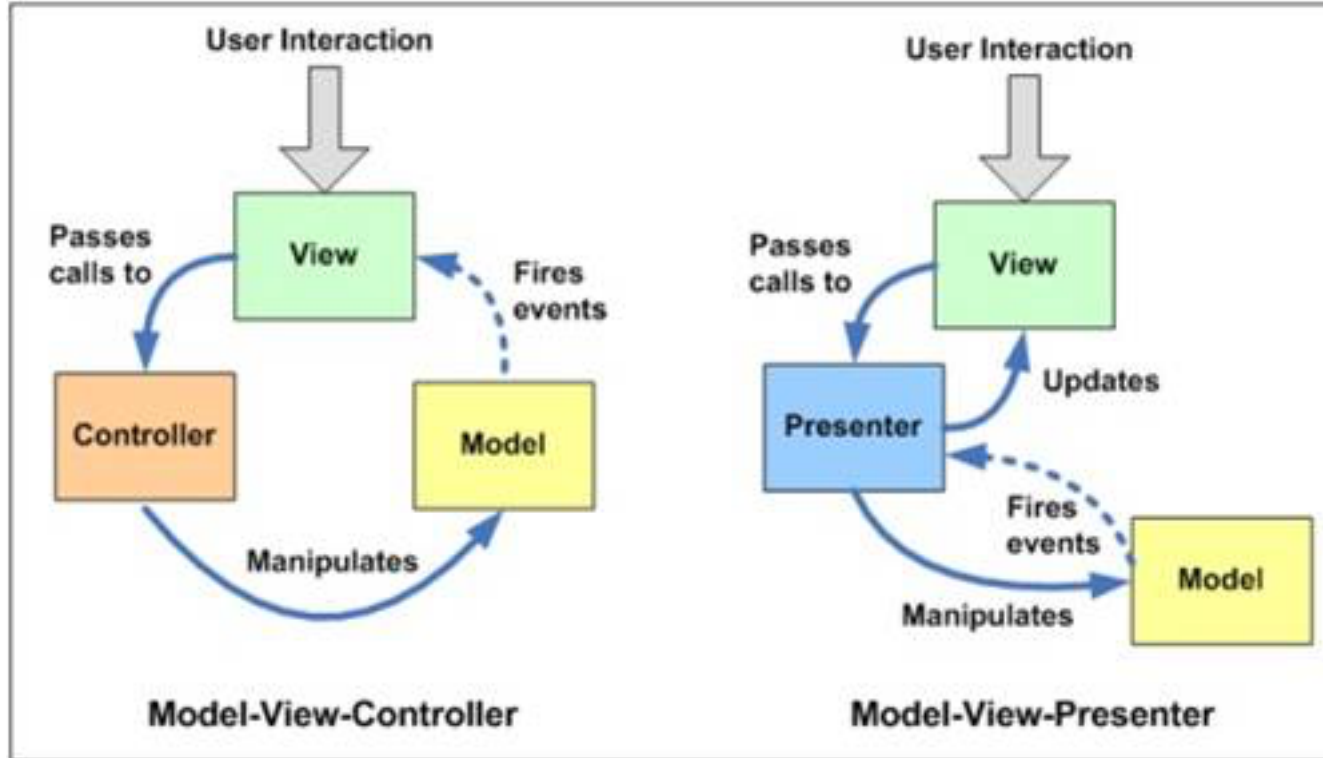 User Interaction
View
Passes
calls to
Fires
events
Controller
Model
Manipulates
Model-View-Controller
User Interaction
View
Passes
calls to
Updates
Presenter
Fires
events
Model
Manipulates
Model-View-Presenter